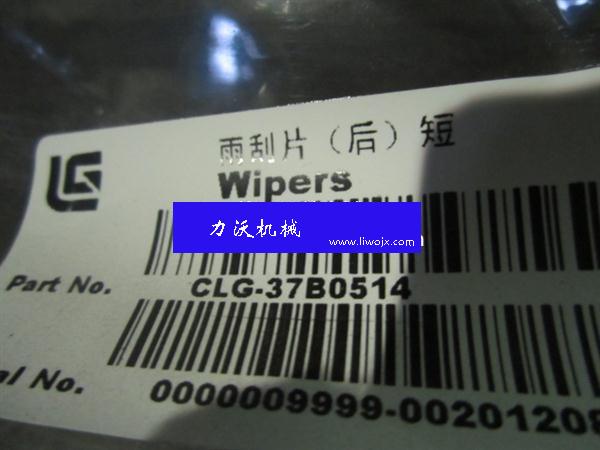 雨刮片（后）短
Wipers
力沃机械
www.liwojx.com
Part No.
CLG-37B0514
al No.
0000009999-0020120